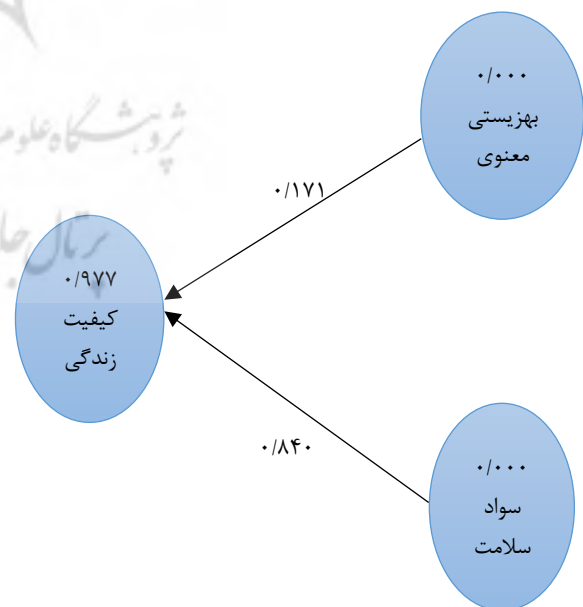 ۰/۰۰۰
بهزیستی
معنوی
۰/۱۷۱
۰/۹۷۷
کیفیت
زندگی
۰/۸۴۰
۰/۰۰۰
سواد
سلامت